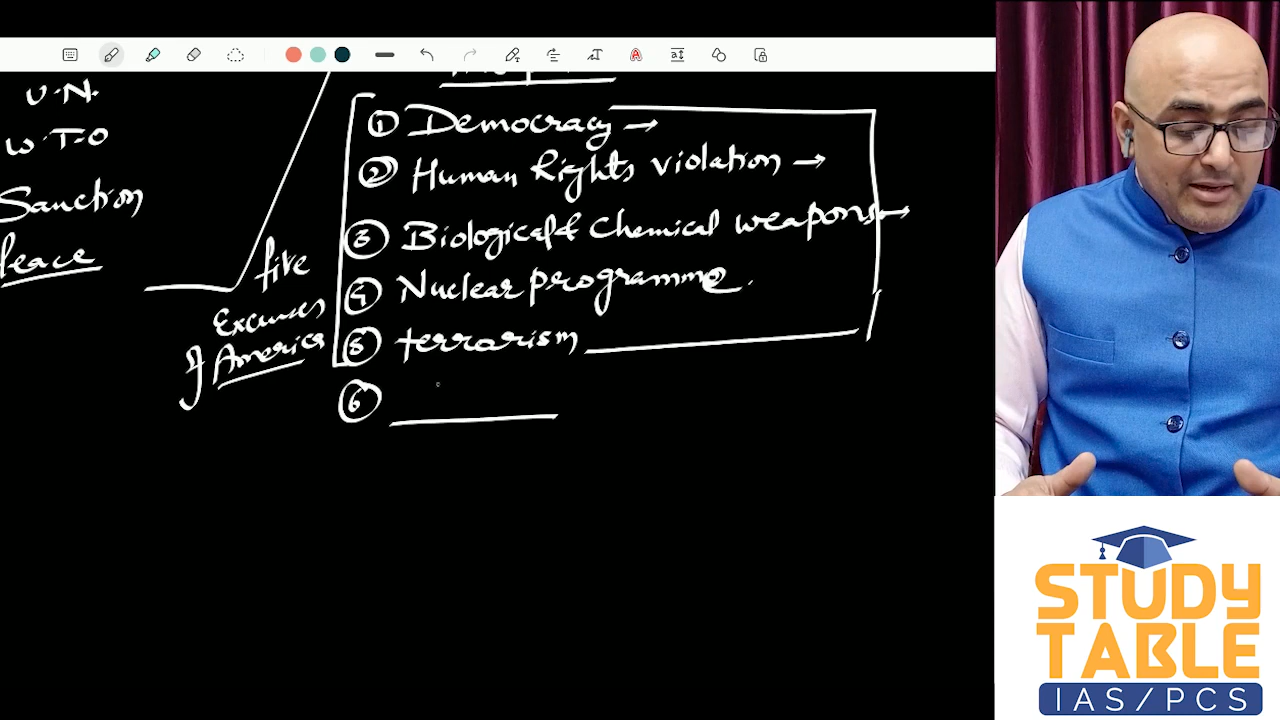 U.N.
W.T.O
Sanction
Peace
five
Excuses
of America
① Democracy →
② Human Rights violation →
③ Biological & Chemical weapons →
④ Nuclear programme.
⑤ terrarism
⑥
STUDY
TABLE
IAS/PCS